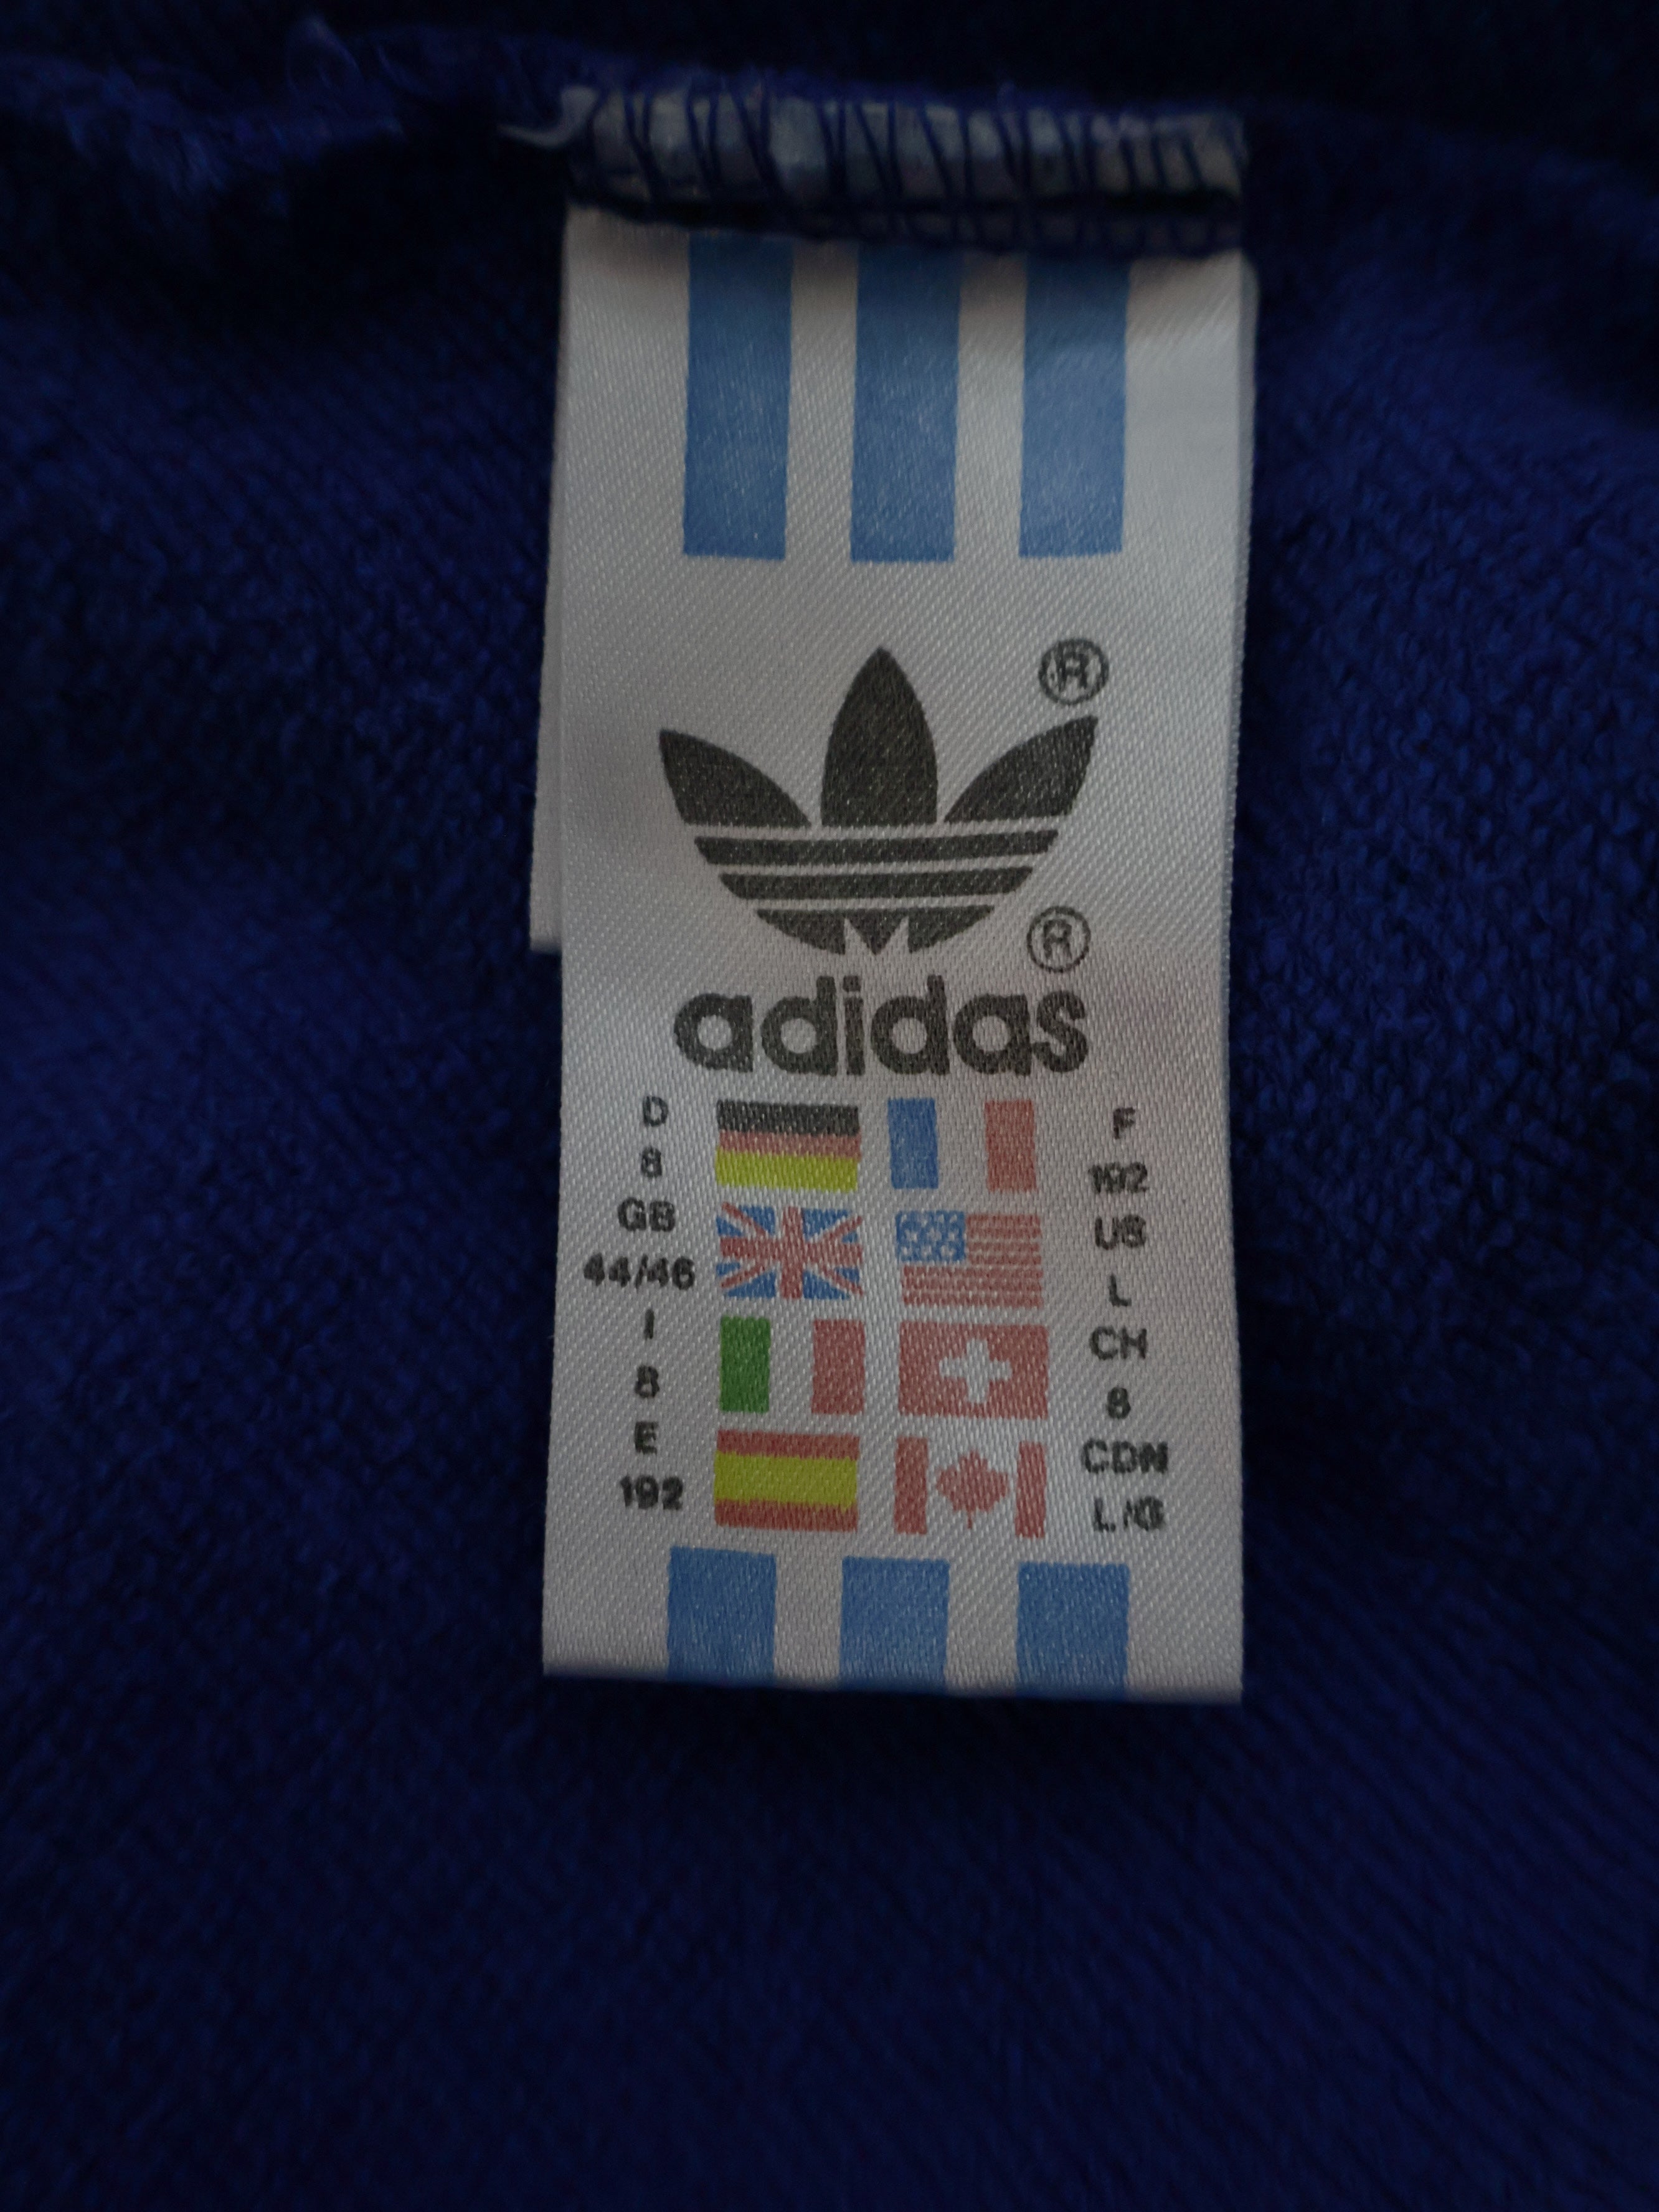 ®
®
adidas
D F
8 192
GB US
44/46 L
I CH
8 8
E CDN
192 L/G